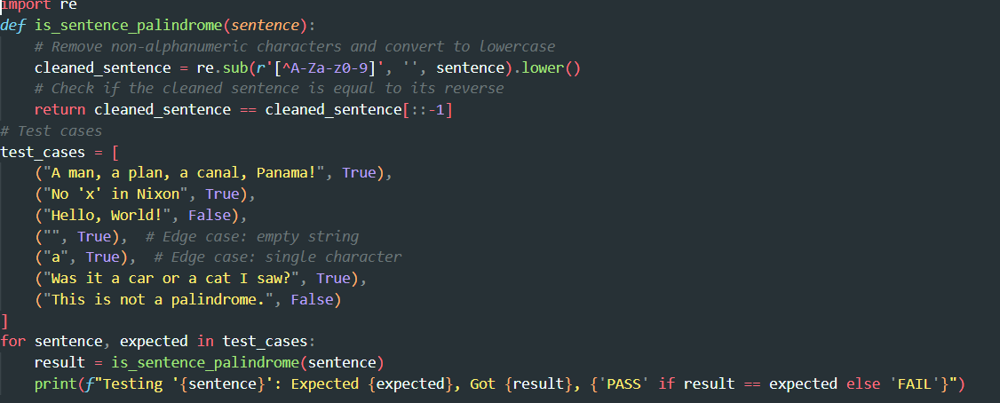 import re
def is_sentence_palindrome(sentence):
    # Remove non-alphanumeric characters and convert to lowercase
    cleaned_sentence = re.sub(r'[^A-Za-z0-9]', '', sentence).lower()
    # Check if the cleaned sentence is equal to its reverse
    return cleaned_sentence == cleaned_sentence[::-1]
# Test cases
test_cases = [
    ("A man, a plan, a canal, Panama!", True),
    ("No 'x' in Nixon", True),
    ("Hello, World!", False),
    ("", True),  # Edge case: empty string
    ("a", True),  # Edge case: single character
    ("Was it a car or a cat I saw?", True),
    ("This is not a palindrome.", False)
]
for sentence, expected in test_cases:
    result = is_sentence_palindrome(sentence)
    print(f"Testing '{sentence}': Expected {expected}, Got {result}, {'PASS' if result == expected else 'FAIL'}")